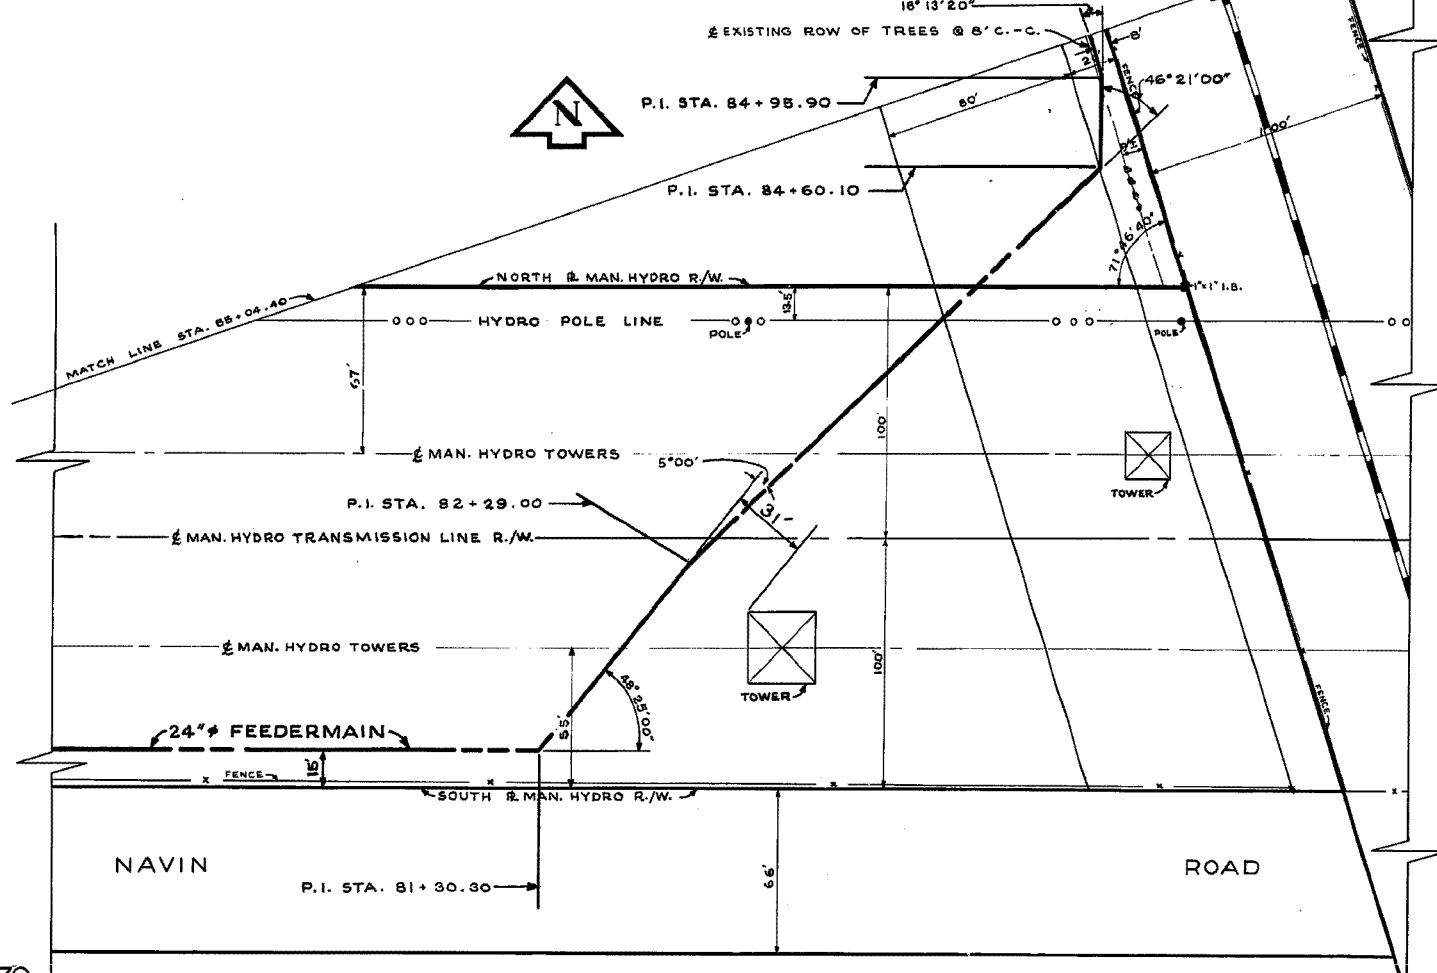 18° 13' 20"
℄ EXISTING ROW OF TREES @ 8' C.-C.
8'
12'
46° 21' 00"
FENCE
FENCE
P.I. STA. 84+95.90
80'
100'
N
P.I. STA. 84+60.10
71° 46' 40"
NORTH ℞ MAN. HYDRO R./W.
1"x1" I.B.
13.5'
MATCH LINE STA. 85+04.40
HYDRO POLE LINE
POLE
POLE
67'
100'
℄ MAN. HYDRO TOWERS
5°00'
TOWER
P.I. STA. 82+29.00
31'
℄ MAN. HYDRO TRANSMISSION LINE R./W.
℄ MAN. HYDRO TOWERS
100'
48° 25' 00"
TOWER
FENCE
55'
24"ϕ FEEDERMAIN
15'
x FENCE x x x x
SOUTH ℞ MAN. HYDRO R./W.
NAVIN ROAD
66'
P.I. STA. 81+30.30